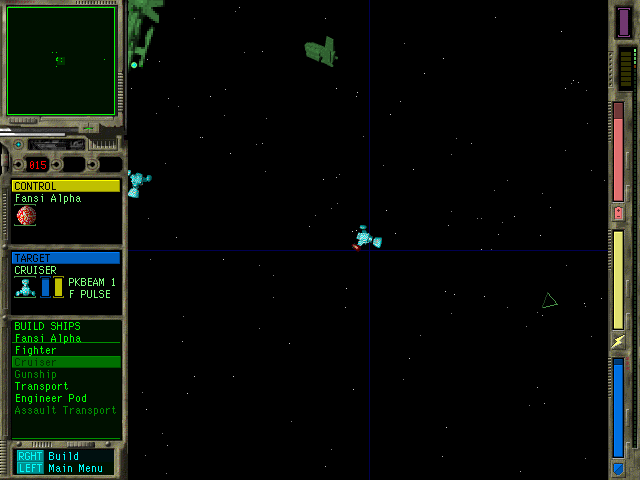 015
CONTROL
Fansi Alpha
TARGET
CRUISER
PKBEAM 1
F PULSE
BUILD SHIPS
Fansi Alpha
Fighter
Cruiser
Gunship
Transport
Engineer Pod
Assault Transport
RGHT Build
LEFT Main Menu